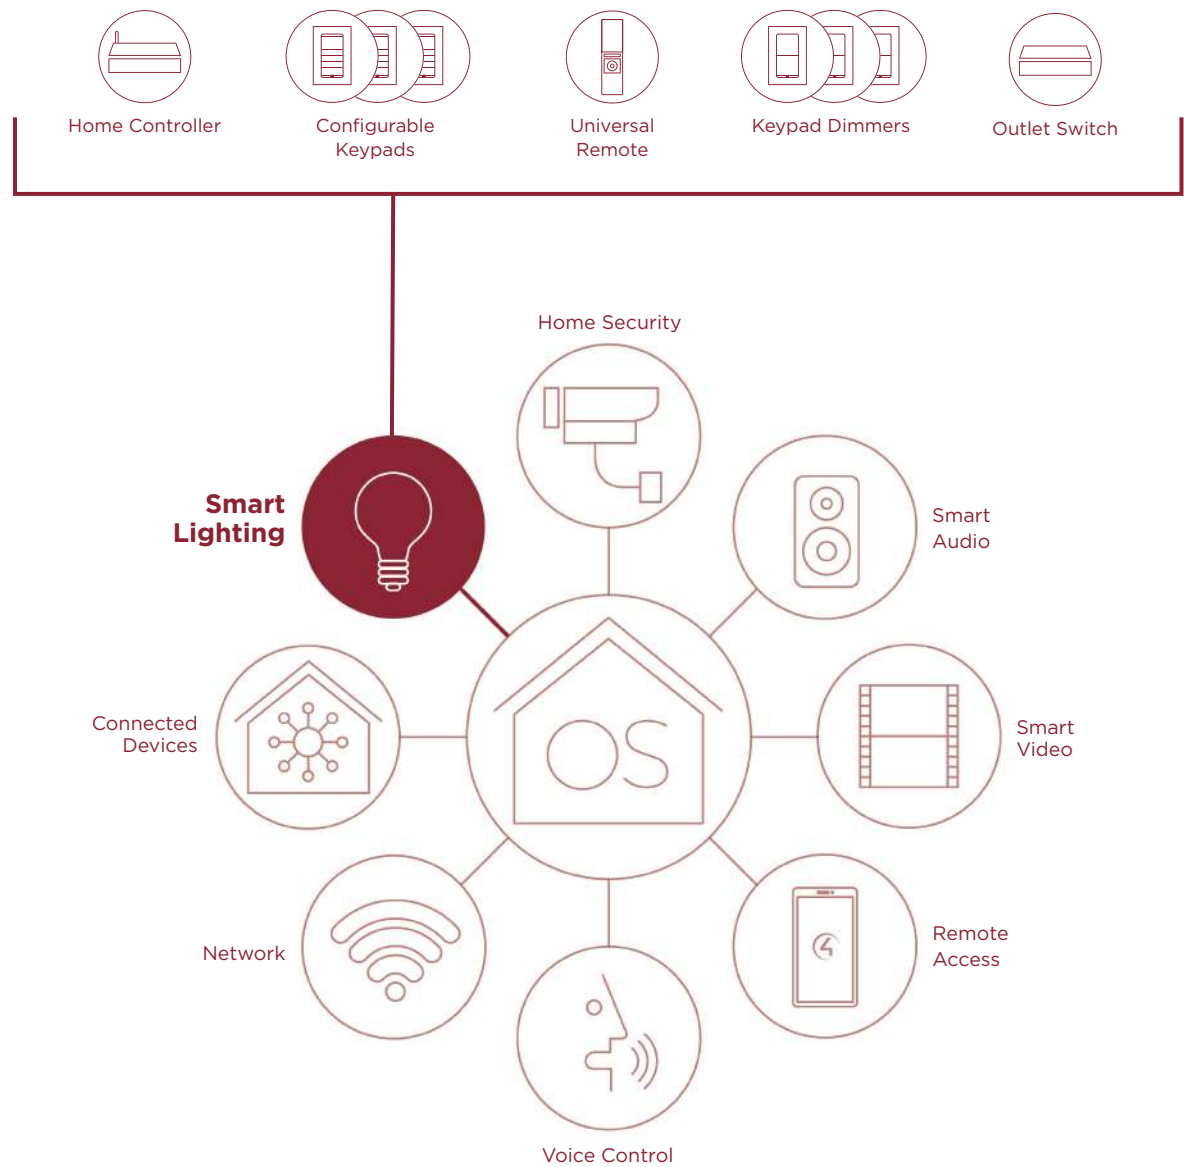 Home Controller
Configurable
Keypads
Universal
Remote
Keypad Dimmers
Outlet Switch
Home Security
Smart
Lighting
Smart
Audio
Connected
Devices
OS
Smart
Video
Network
Remote
Access
4
Voice Control